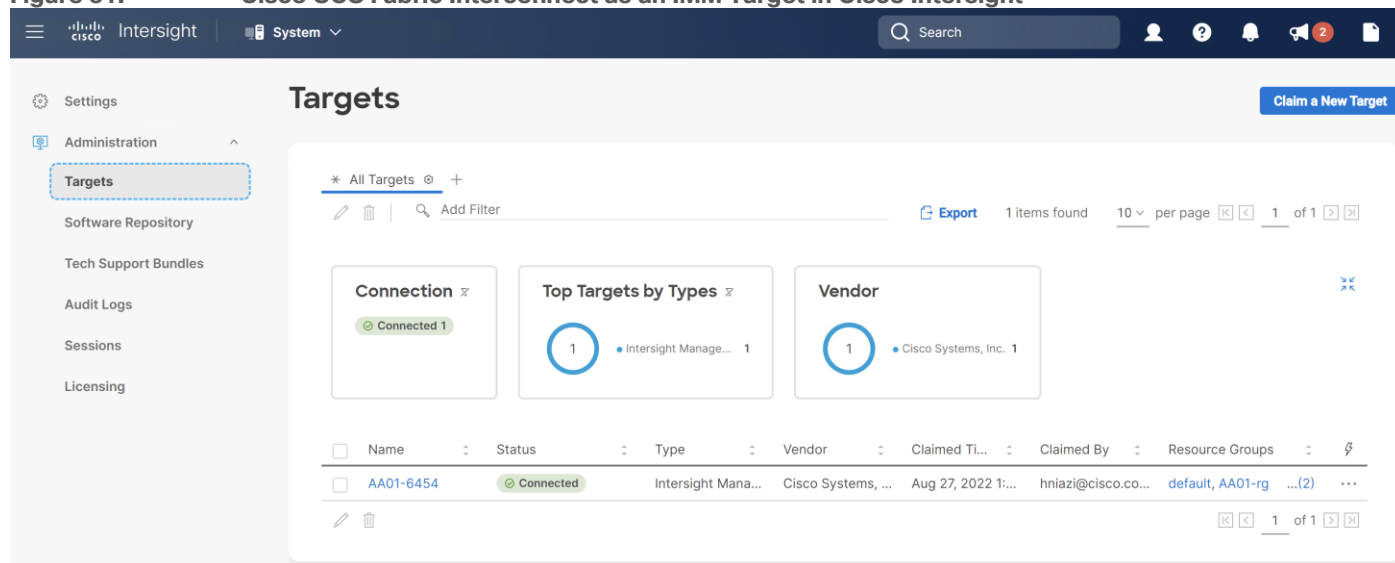 Cisco UCS Fabric Interconnect as an IMM Target in Cisco Intersight
cisco Intersight System Search 2
Settings
Administration
Targets
Software Repository
Tech Support Bundles
Audit Logs
Sessions
Licensing
Targets
Claim a New Target
All Targets
Add Filter Export 1 items found 10 per page 1 of 1
Connection
Connected 1
Top Targets by Types
1 Intersight Manage... 1
Vendor
1 Cisco Systems, Inc. 1
Name Status Type Vendor Claimed Ti... Claimed By Resource Groups
AA01-6454 Connected Intersight Mana... Cisco Systems, ... Aug 27, 2022 1:... hniazi@cisco.co... default, AA01-rg ...(2) ...
1 of 1